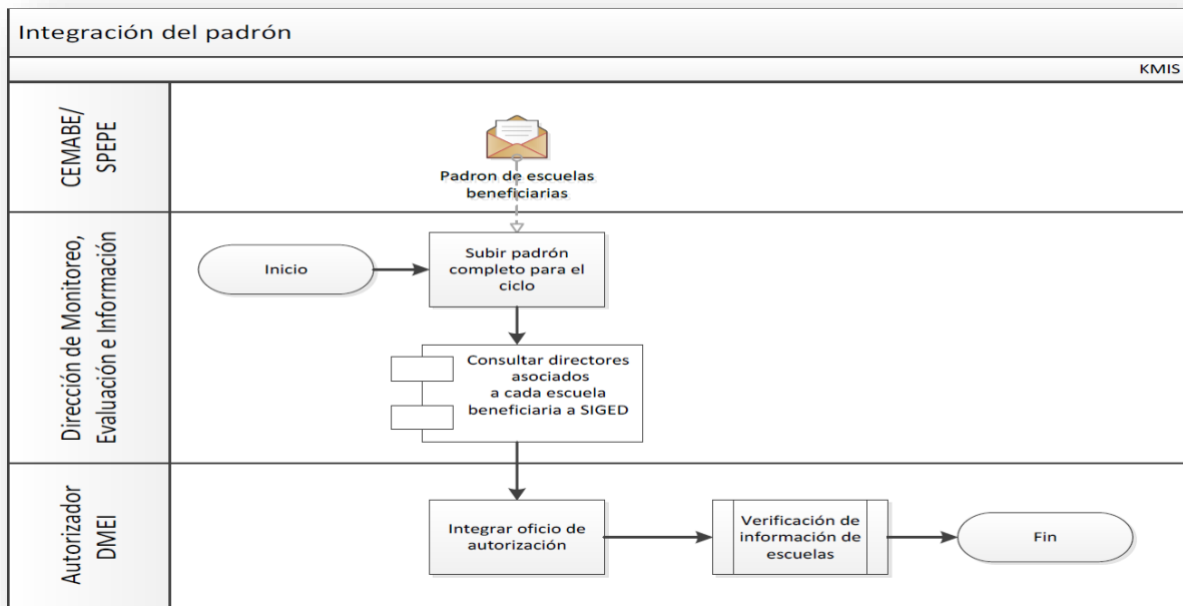 Integración del padrón
KMIS
CEMABE/
SPEPE
Padron de escuelas
beneficiarias
Dirección de Monitoreo,
Evaluación e Información
Inicio
Subir padrón
completo para el
ciclo
Consultar directores
asociados
a cada escuela
beneficiaria a SIGED
Autorizador
DMEI
Integrar oficio de
autorización
Verificación de
información de
escuelas
Fin